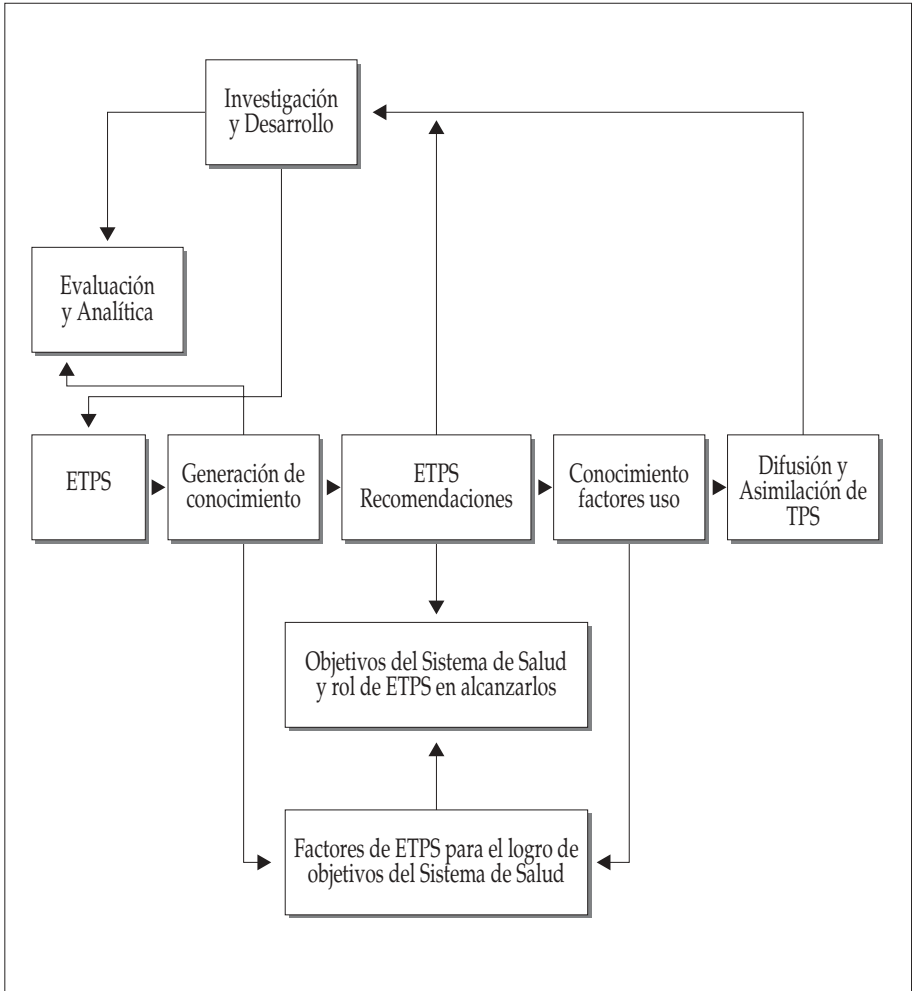 Investigación
y Desarrollo
Evaluación
y Analítica
ETPS
Generación de
conocimiento
ETPS
Recomendaciones
Conocimiento
factores uso
Difusión y
Asimilación de
TPS
Objetivos del Sistema de Salud
y rol de ETPS en alcanzarlos
Factores de ETPS para el logro de
objetivos del Sistema de Salud